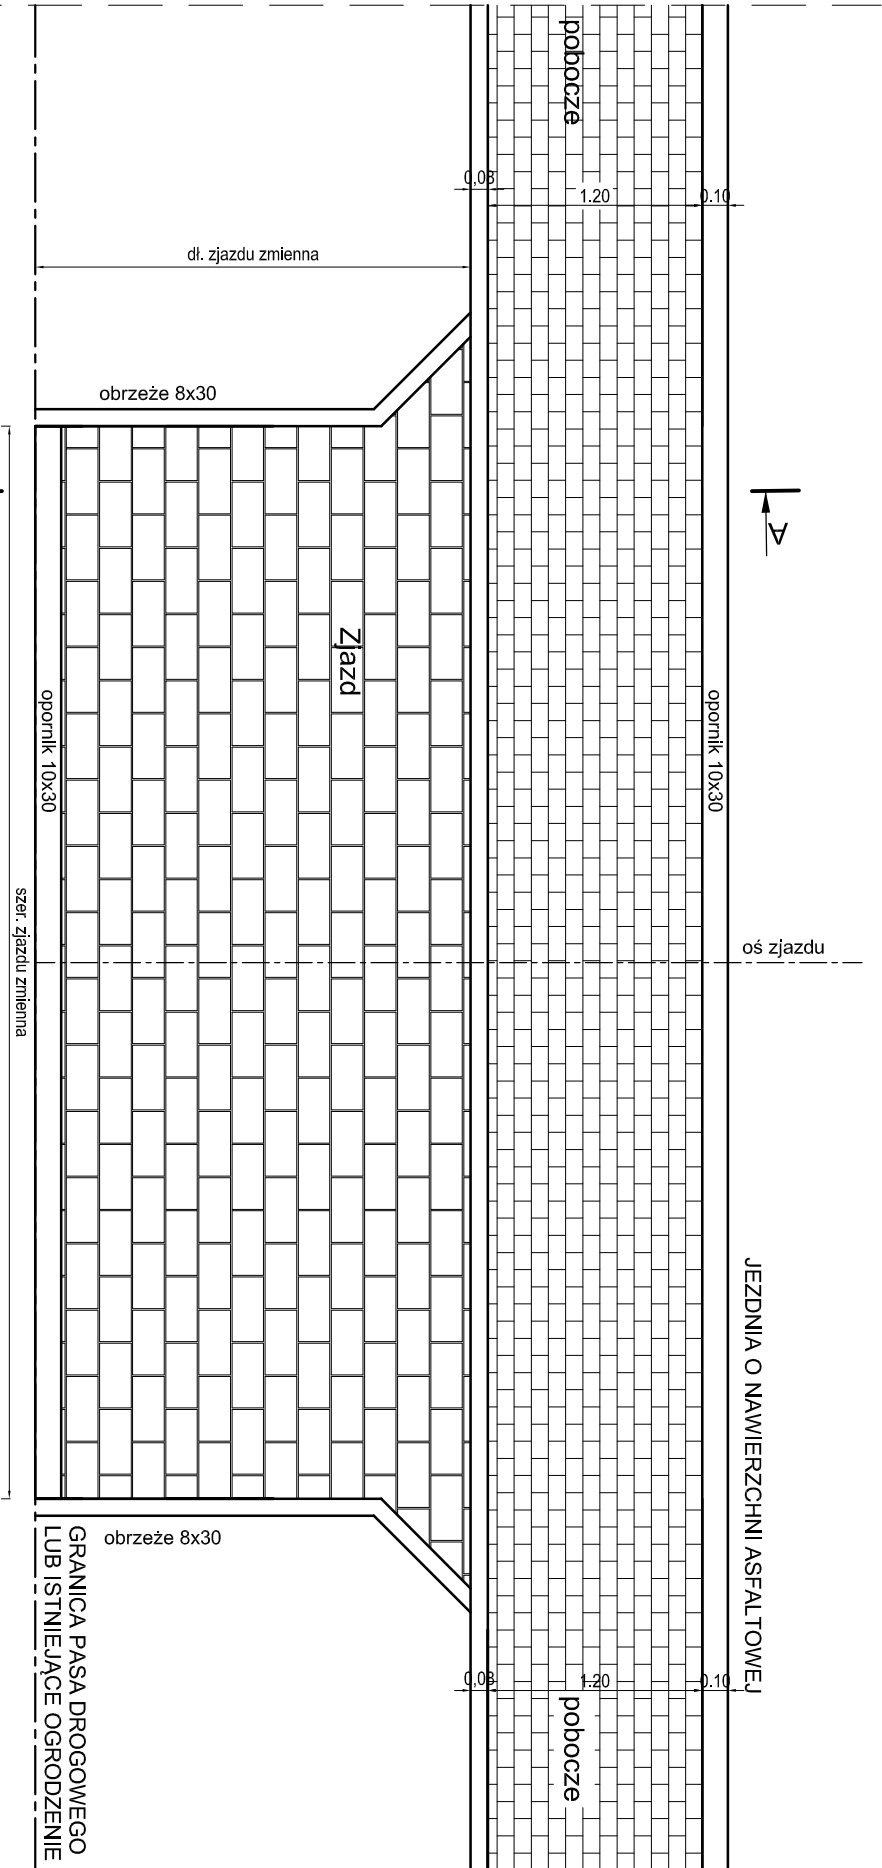 pobocze
0,08
1.20
0.10
dł. zjazdu zmienna
obrzeże 8x30
A
Zjazd
opornik 10x30
opornik 10x30
szer. zjazdu zmienna
oś zjazdu
JEZDNIA O NAWIERZCHNI ASFALTOWEJ
obrzeże 8x30
GRANICA PASA DROGOWEGO
LUB ISTNIEJĄCE OGRODZENIE
0,08
1.20
0.10
pobocze